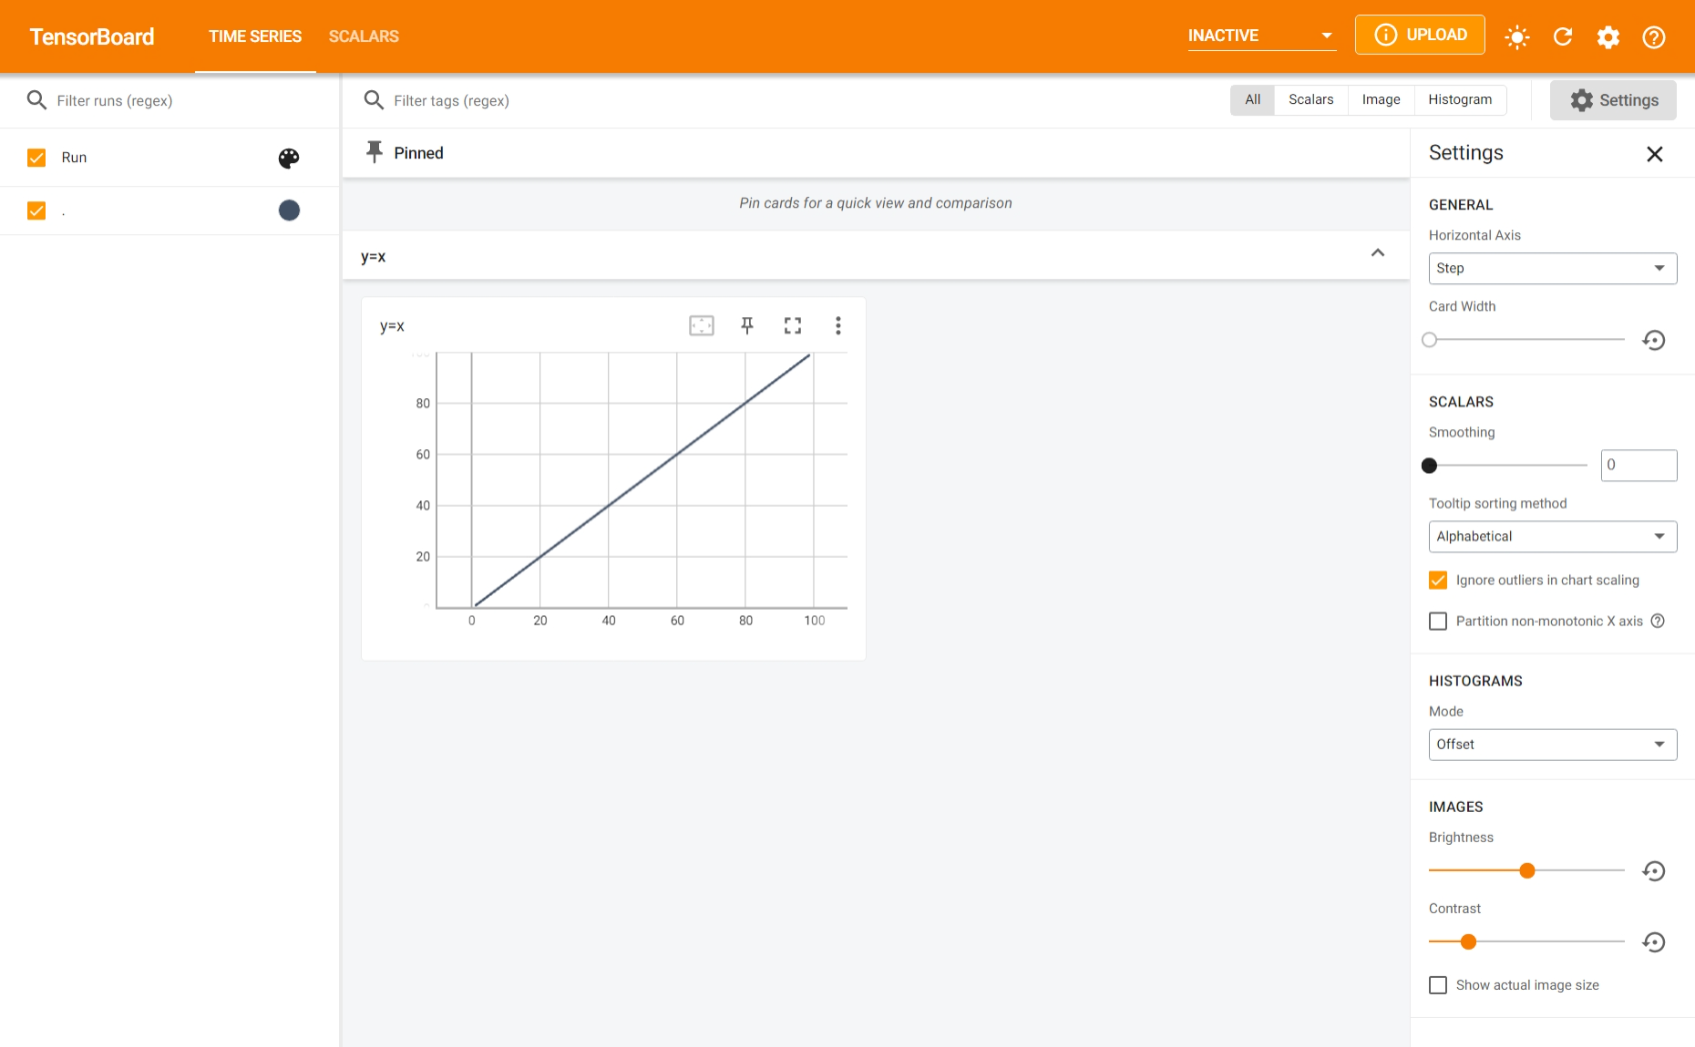 TensorBoard
TIME SERIES
SCALARS
INACTIVE
UPLOAD
Filter runs (regex)
Run
.
Filter tags (regex)
All
Scalars
Image
Histogram
Settings
Pinned
Pin cards for a quick view and comparison
y=x
y=x
80
60
40
20
0 20 40 60 80 100
Settings
GENERAL
Horizontal Axis
Step
Card Width
SCALARS
Smoothing
0
Tooltip sorting method
Alphabetical
Ignore outliers in chart scaling
Partition non-monotonic X axis
HISTOGRAMS
Mode
Offset
IMAGES
Brightness
Contrast
Show actual image size